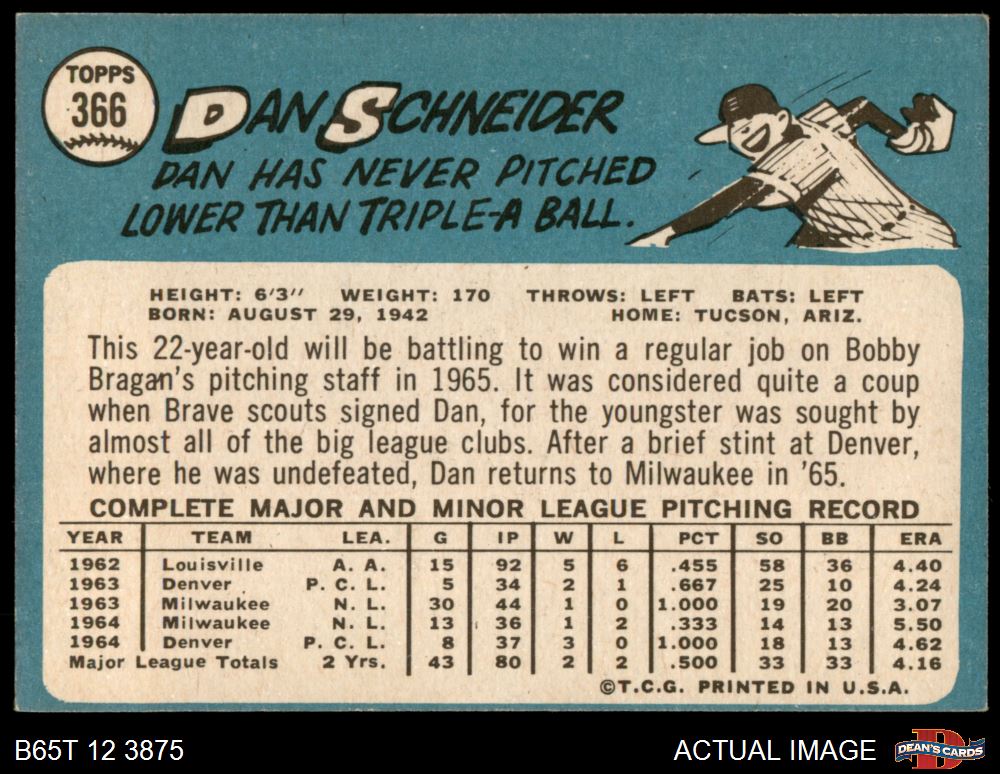 TOPPS
366
DAN SCHNEIDER
DAN HAS NEVER PITCHED
LOWER THAN TRIPLE-A BALL.
HEIGHT: 6'3" WEIGHT: 170 THROWS: LEFT BATS: LEFT
BORN: AUGUST 29, 1942 HOME: TUCSON, ARIZ.
This 22-year-old will be battling to win a regular job on Bobby
Bragan's pitching staff in 1965. It was considered quite a coup
when Brave scouts signed Dan, for the youngster was sought by
almost all of the big league clubs. After a brief stint at Denver,
where he was undefeated, Dan returns to Milwaukee in '65.
COMPLETE MAJOR AND MINOR LEAGUE PITCHING RECORD
YEAR TEAM LEA. G IP W L PCT SO BB ERA
1962 Louisville A. A. 15 92 5 6 .455 58 36 4.40
1963 Denver P. C. L. 5 34 2 1 .667 25 10 4.24
1963 Milwaukee N. L. 30 44 1 0 1.000 19 20 3.07
1964 Milwaukee N. L. 13 36 1 2 .333 14 13 5.50
1964 Denver P. C. L. 8 37 3 0 1.000 18 13 4.62
Major League Totals 2 Yrs. 43 80 2 2 .500 33 33 4.16
©T.C.G. PRINTED IN U.S.A.
B65T 12 3875 ACTUAL IMAGE
D
DEAN'S CARDS